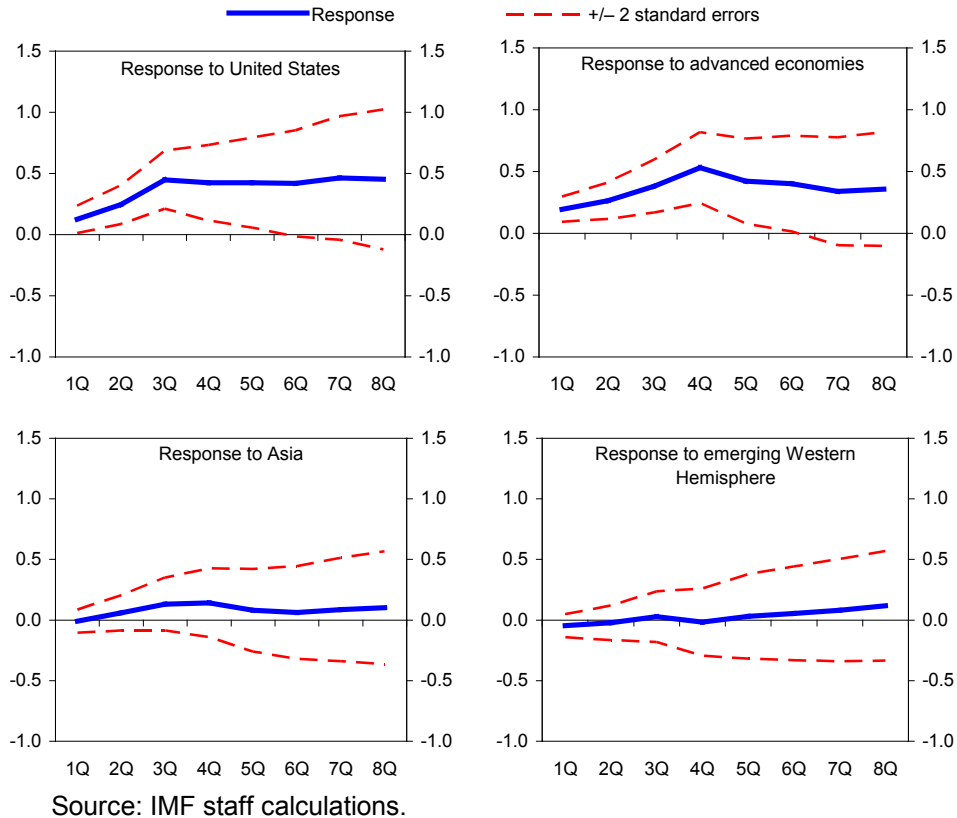 Response
+/– 2 standard errors
Response to United States
1.5 1.5
1.0 1.0
0.5 0.5
0.0 0.0
-0.5 -0.5
-1.0 -1.0
1Q 2Q 3Q 4Q 5Q 6Q 7Q 8Q
Response to advanced economies
1.5 1.5
1.0 1.0
0.5 0.5
0.0 0.0
-0.5 -0.5
-1.0 -1.0
1Q 2Q 3Q 4Q 5Q 6Q 7Q 8Q
Response to Asia
1.5 1.5
1.0 1.0
0.5 0.5
0.0 0.0
-0.5 -0.5
-1.0 -1.0
1Q 2Q 3Q 4Q 5Q 6Q 7Q 8Q
Response to emerging Western
Hemisphere
1.5 1.5
1.0 1.0
0.5 0.5
0.0 0.0
-0.5 -0.5
-1.0 -1.0
1Q 2Q 3Q 4Q 5Q 6Q 7Q 8Q
Source: IMF staff calculations.